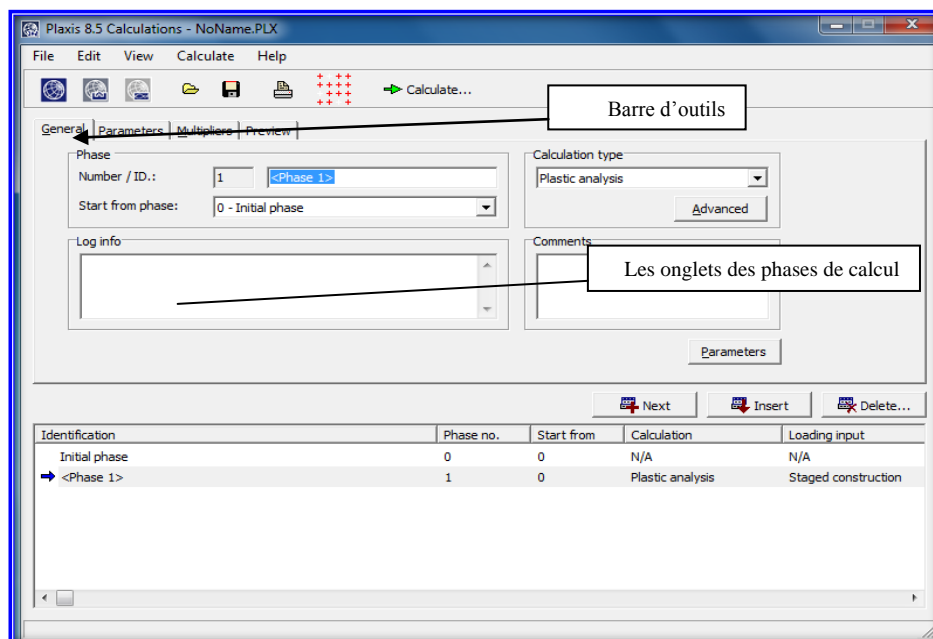 Plaxis 8.5 Calculations - NoName.PLX
File Edit View Calculate Help
Calculate...
Barre d'outils
General Parameters Multipliers Preview
Phase
Calculation type
Number / ID.: 1 <Phase 1>
Plastic analysis
Start from phase: 0 - Initial phase
Advanced
Log info
Comments
Les onglets des phases de calcul
Parameters
Next Insert Delete...
Identification Phase no. Start from Calculation Loading input
Initial phase 0 0 N/A N/A
<Phase 1> 1 0 Plastic analysis Staged construction